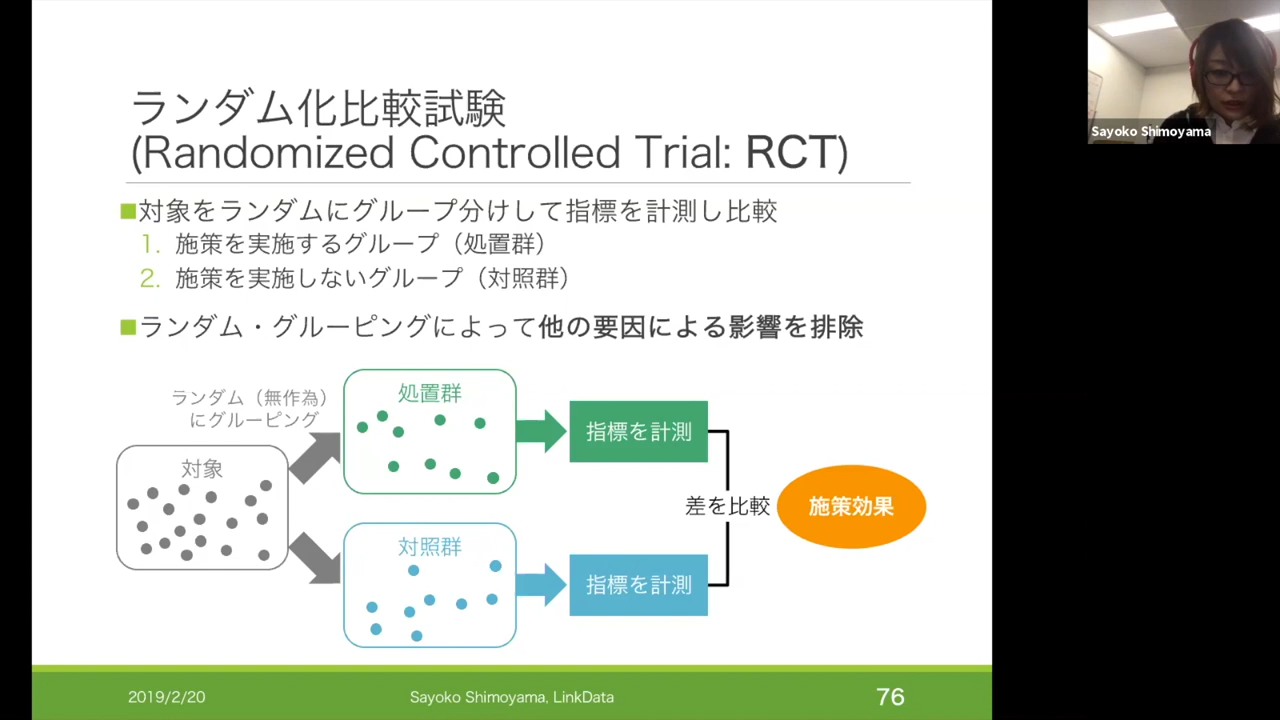 ランダム化比較試験
(Randomized Controlled Trial: RCT)
■対象をランダムにグループ分けして指標を計測し比較
1. 施策を実施するグループ（処置群）
2. 施策を実施しないグループ（対照群）
■ランダム・グルーピングによって他の要因による影響を排除
ランダム（無作為）
にグルーピング
対象
処置群
指標を計測
対照群
指標を計測
差を比較
施策効果
2019/2/20
Sayoko Shimoyama, LinkData
76
Sayoko Shimoyama